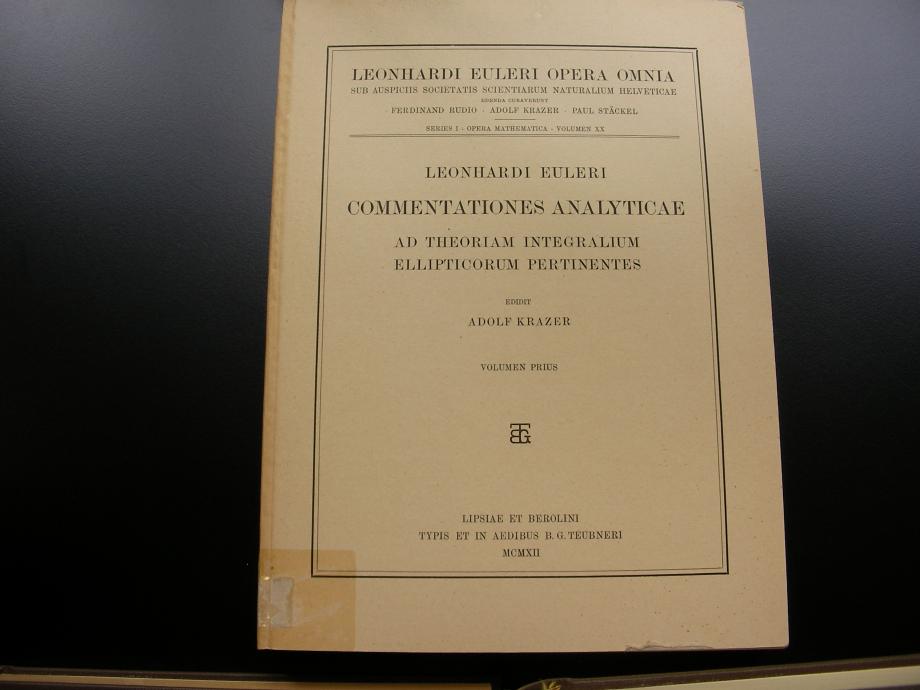 LEONHARDI EULERI OPERA OMNIA
SUB AUSPICIIS SOCIETATIS SCIENTIARUM NATURALIUM HELVETICAE
EDENDA CURAVERUNT
FERDINAND RUDIO · ADOLF KRAZER · PAUL STÄCKEL
SERIES I · OPERA MATHEMATICA · VOLUMEN XX
LEONHARDI EULERI
COMMENTATIONES ANALYTICAE
AD THEORIAM INTEGRALIUM
ELLIPTICORUM PERTINENTES
EDIDIT
ADOLF KRAZER
VOLUMEN PRIUS
BTG
LIPSIAE ET BEROLINI
TYPIS ET IN AEDIBUS B. G. TEUBNERI
MCMXII